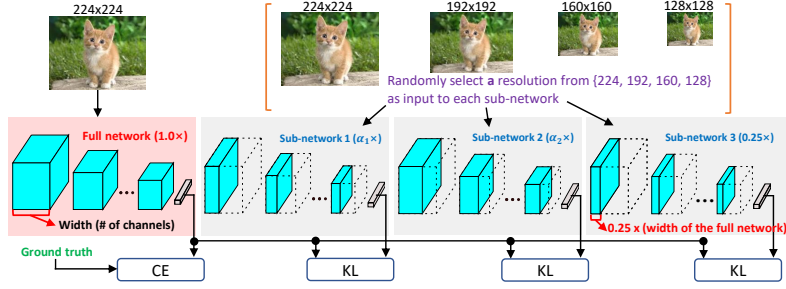 224x224
224x224
192x192
160x160
128x128
Randomly select a resolution from {224, 192, 160, 128}
as input to each sub-network
Full network (1.0×)
Sub-network 1 (α₁×)
Sub-network 2 (α₂×)
Sub-network 3 (0.25×)
Width (# of channels)
0.25 x (width of the full network)
Ground truth
CE
KL
KL
KL